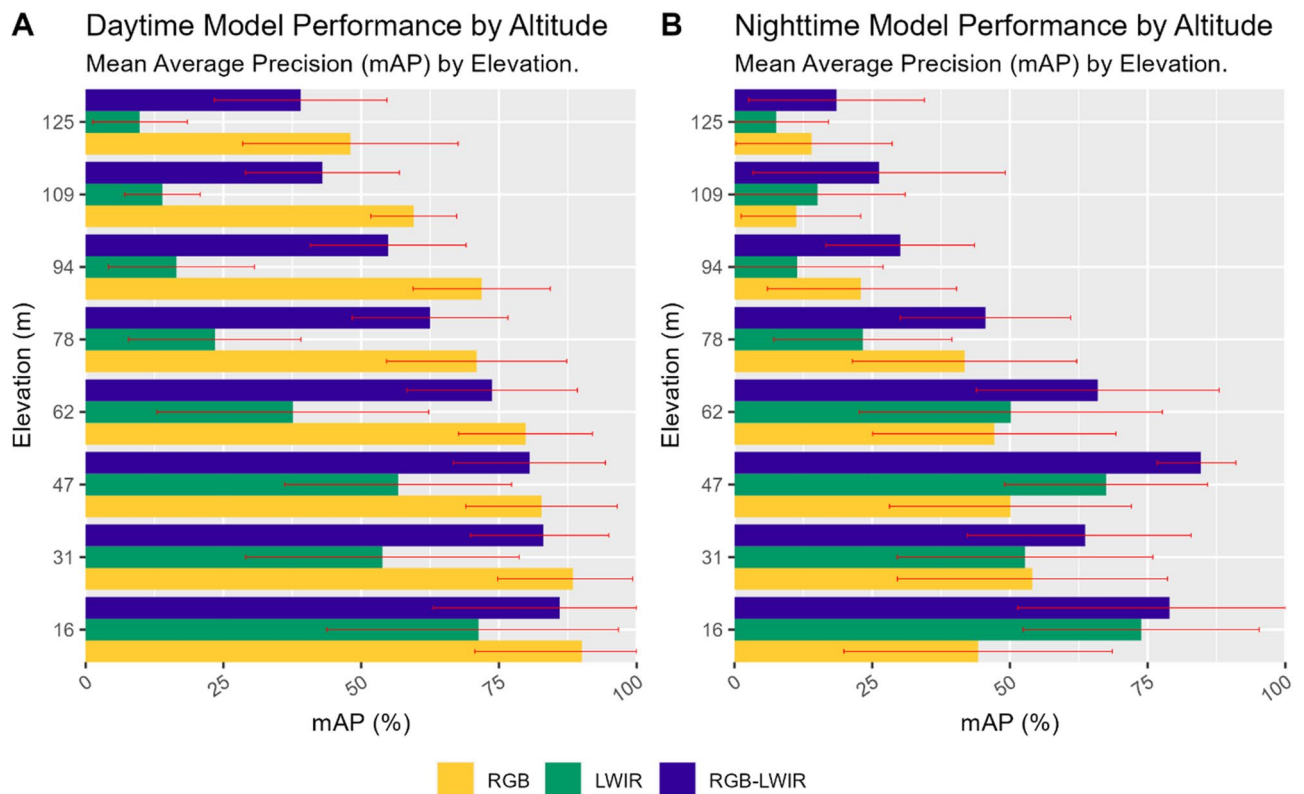 A Daytime Model Performance by Altitude
Mean Average Precision (mAP) by Elevation.
Elevation (m)
125
109
94
78
62
47
31
16
0 25 50 75 100
mAP (%)
B Nighttime Model Performance by Altitude
Mean Average Precision (mAP) by Elevation.
Elevation (m)
125
109
94
78
62
47
31
16
0 25 50 75 100
mAP (%)
RGB LWIR RGB-LWIR